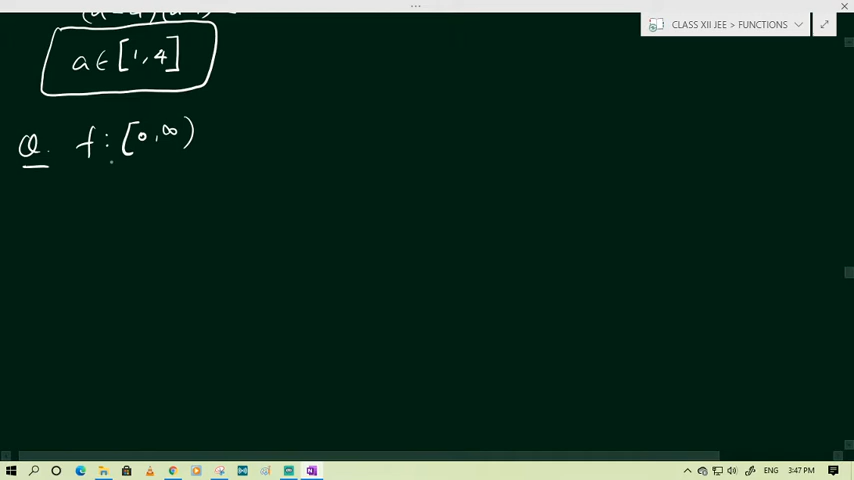 CLASS XII JEE > FUNCTIONS
a ∈ [1, 4]
Q. f : [0, ∞)
ENG 3:47 PM